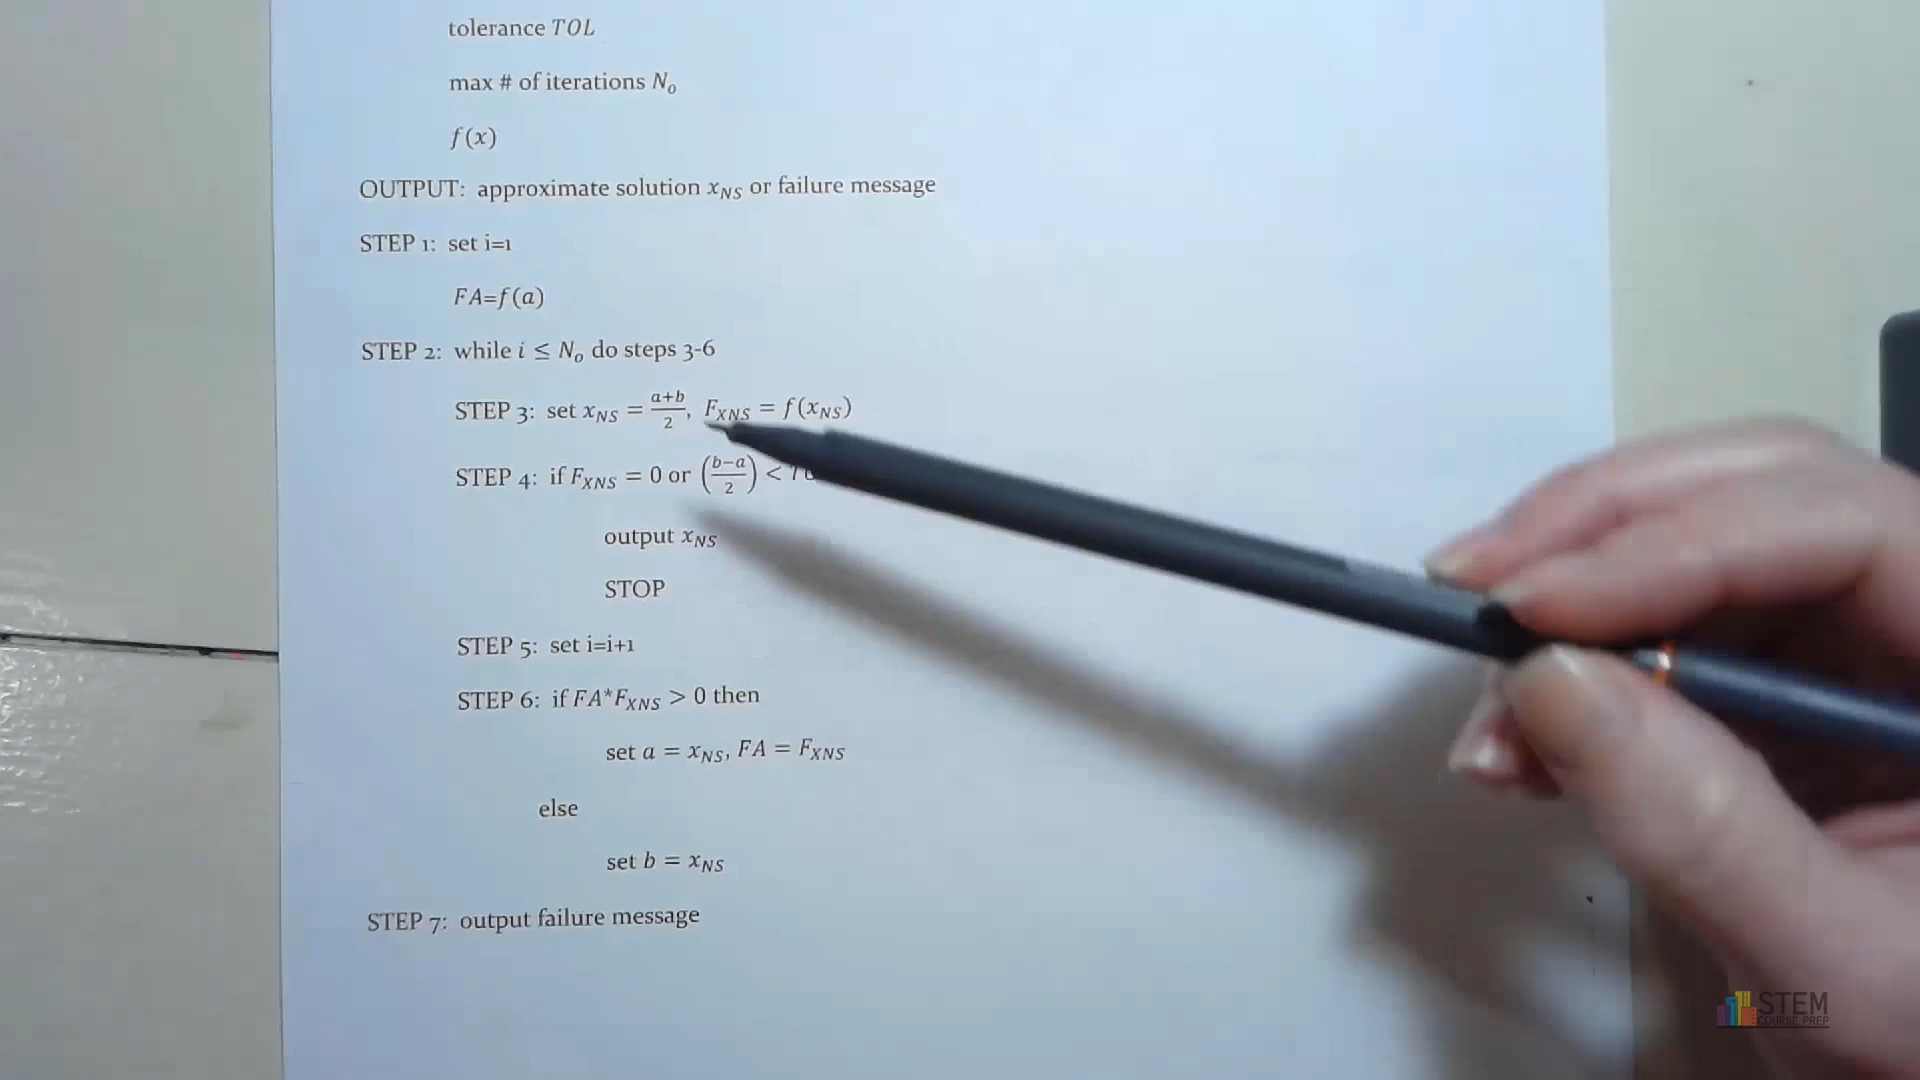 tolerance TOL
max # of iterations Nₒ
f(x)
OUTPUT: approximate solution x_NS or failure message
STEP 1: set i=1
FA=f(a)
STEP 2: while i ≤ Nₒ do steps 3-6
STEP 3: set x_NS = (a+b)/2, F_XNS = f(x_NS)
STEP 4: if F_XNS = 0 or ((b−a)/2) <
output x_NS
STOP
STEP 5: set i=i+1
STEP 6: if FA*F_XNS > 0 then
set a = x_NS, FA = F_XNS
else
set b = x_NS
STEP 7: output failure message
STEM
COURSE PREP